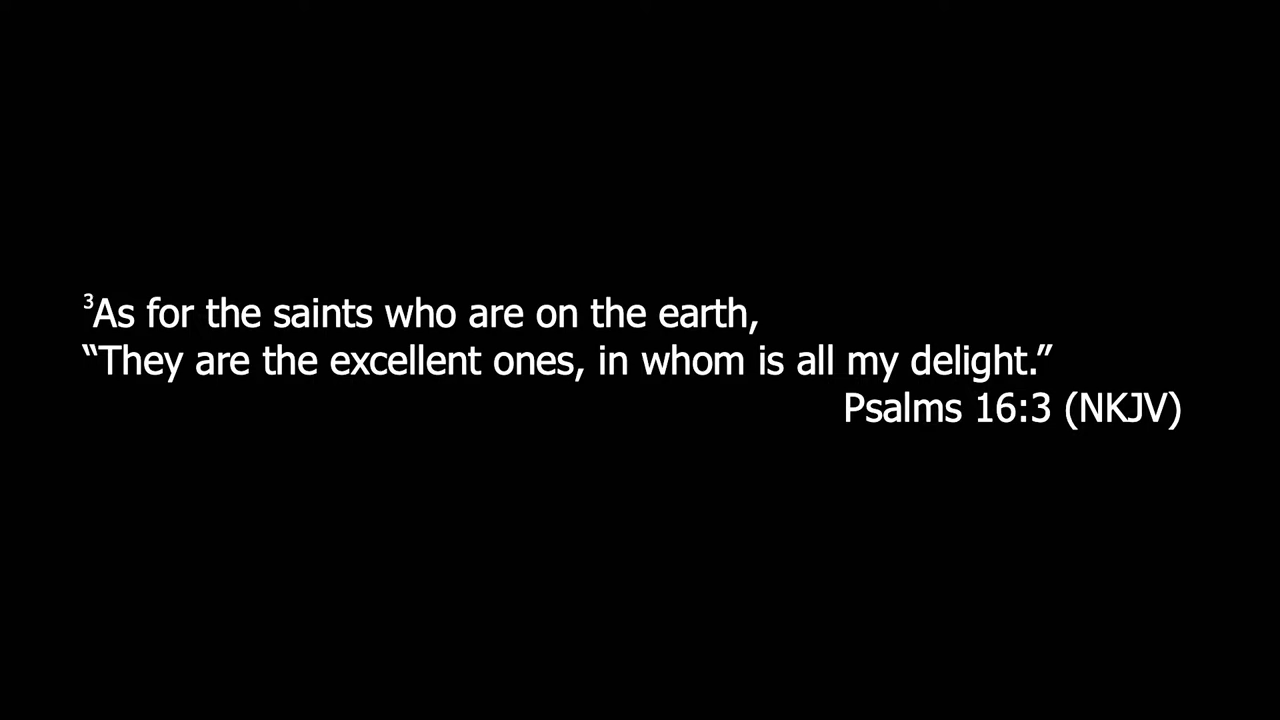 ³As for the saints who are on the earth,
“They are the excellent ones, in whom is all my delight.”
Psalms 16:3 (NKJV)